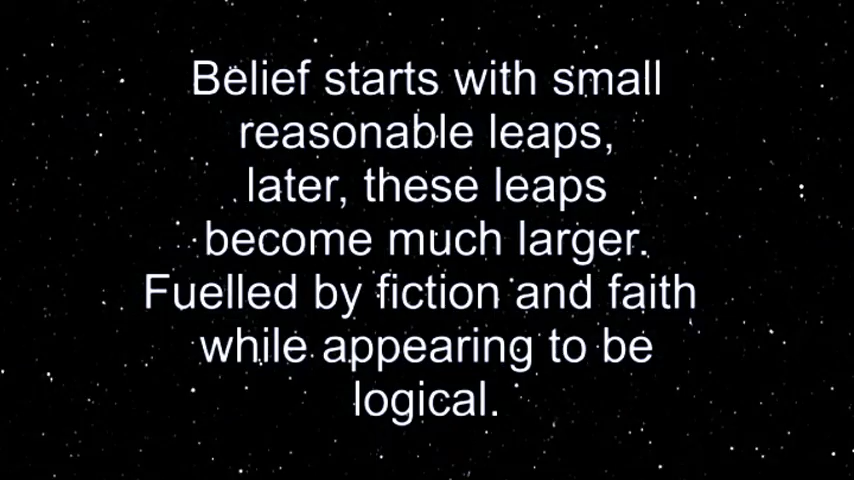 Belief starts with small
reasonable leaps,
later, these leaps
become much larger.
Fuelled by fiction and faith
while appearing to be
logical.